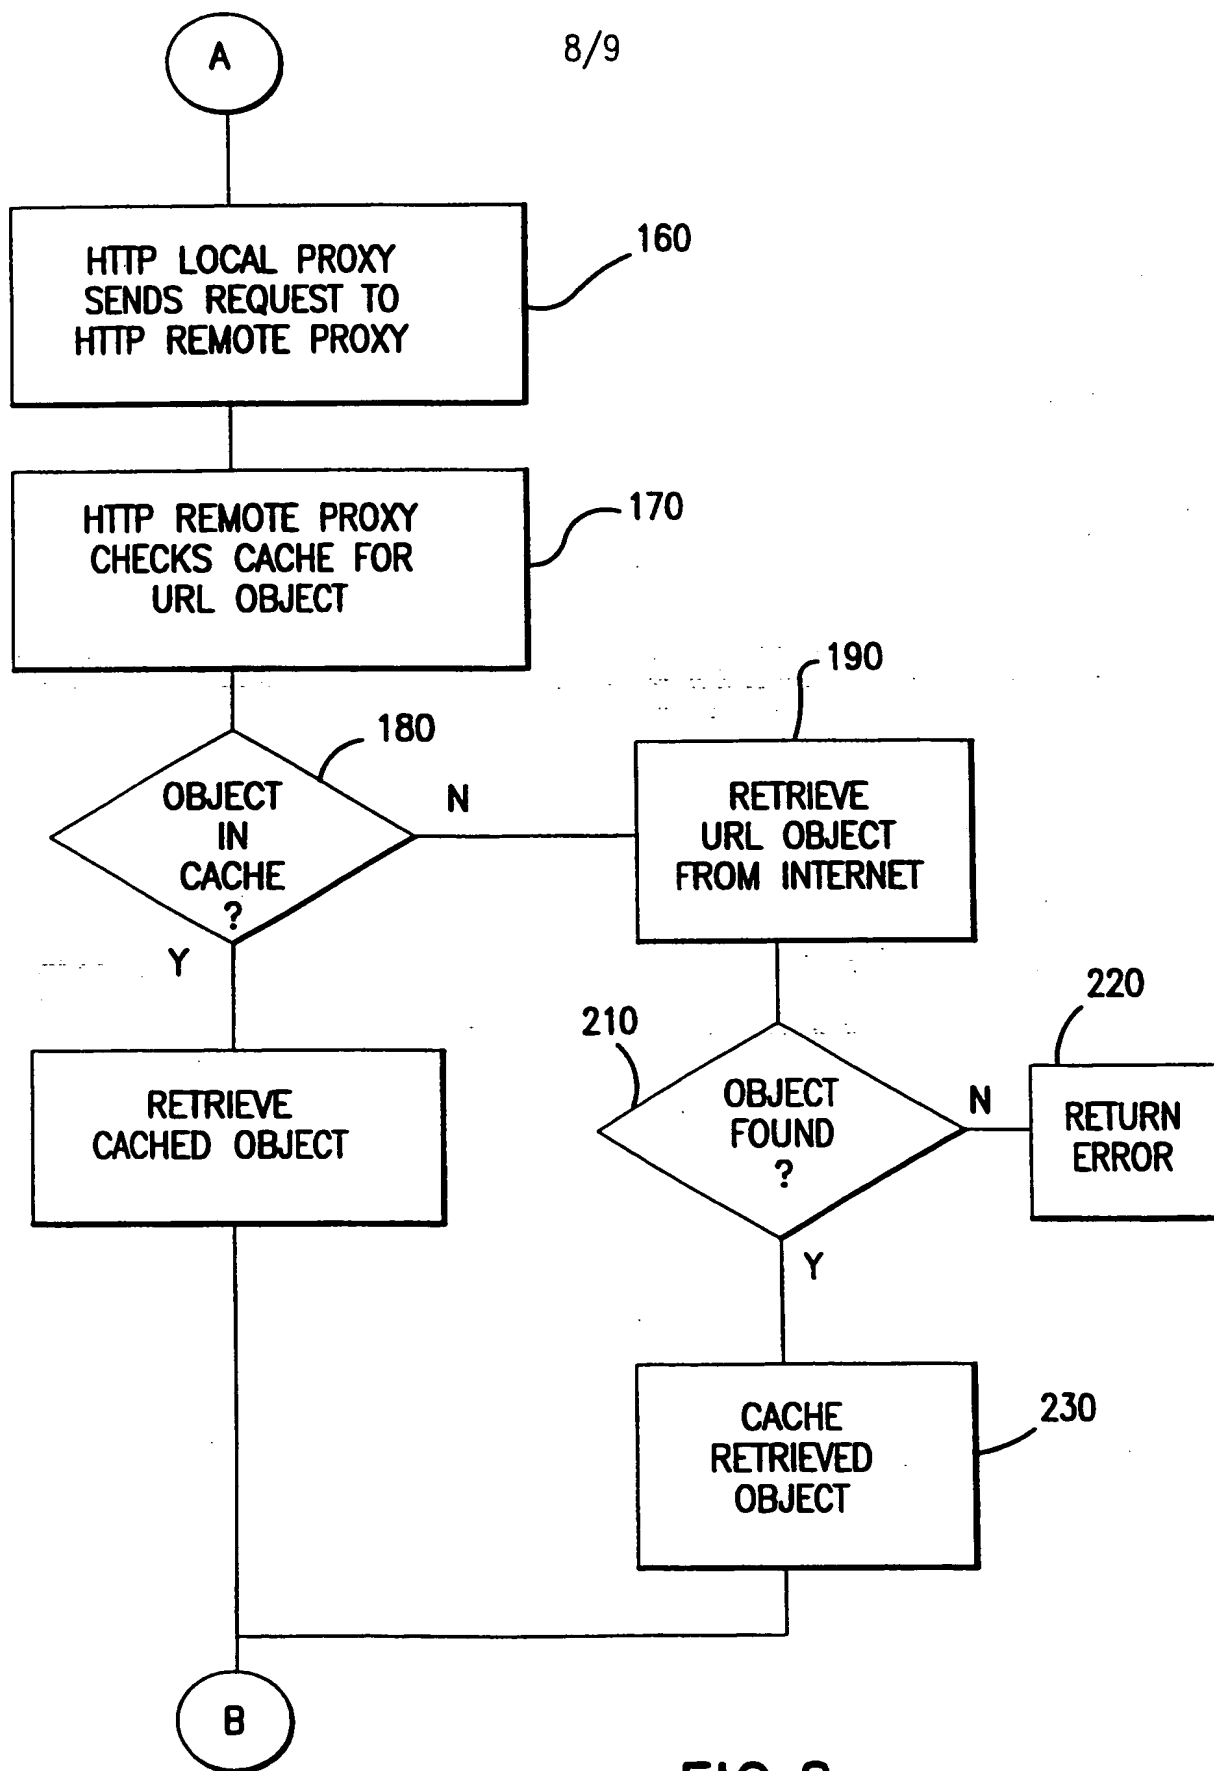 A
8/9
HTTP LOCAL PROXY
SENDS REQUEST TO
HTTP REMOTE PROXY
160
HTTP REMOTE PROXY
CHECKS CACHE FOR
URL OBJECT
170
180
OBJECT
IN
CACHE
?
N
Y
190
RETRIEVE
URL OBJECT
FROM INTERNET
RETRIEVE
CACHED OBJECT
210
OBJECT
FOUND
?
N
Y
220
RETURN
ERROR
CACHE
RETRIEVED
OBJECT
230
B